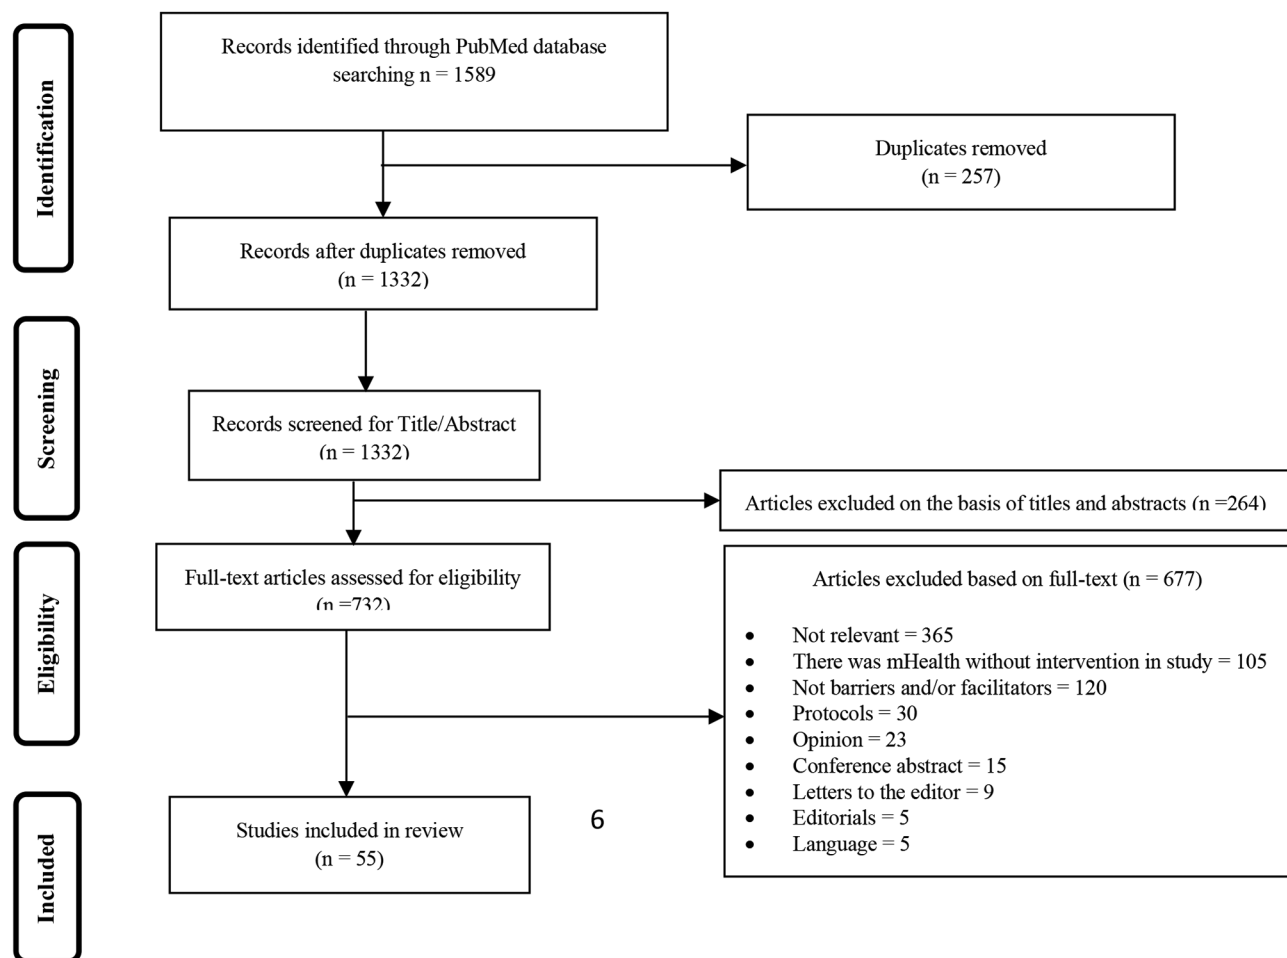 Identification
Records identified through PubMed database
searching n = 1589
Duplicates removed
(n = 257)
Records after duplicates removed
(n = 1332)
Screening
Records screened for Title/Abstract
(n = 1332)
Articles excluded on the basis of titles and abstracts (n =264)
Eligibility
Full-text articles assessed for eligibility
(n =732)
Articles excluded based on full-text (n = 677)
• Not relevant = 365
• There was mHealth without intervention in study = 105
• Not barriers and/or facilitators = 120
• Protocols = 30
• Opinion = 23
• Conference abstract = 15
• Letters to the editor = 9
• Editorials = 5
• Language = 5
Included
Studies included in review
(n = 55)
6